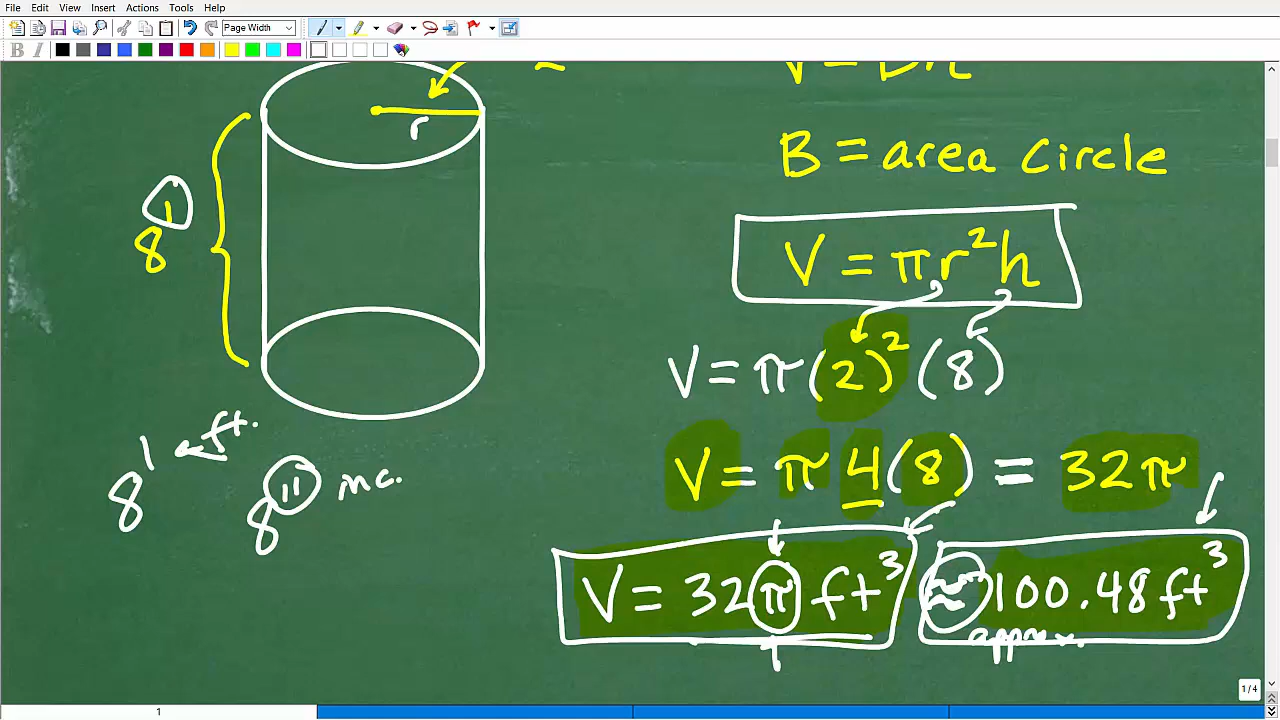 File Edit View Insert Actions Tools Help
Page Width
B I
B = area circle
r
8'
V = πr²h
V = π(2)²(8)
V = π4(8) = 32π
8' ft.
8" inc.
V = 32π ft³ ≈ 100.48 ft³
approx.
1/4
1